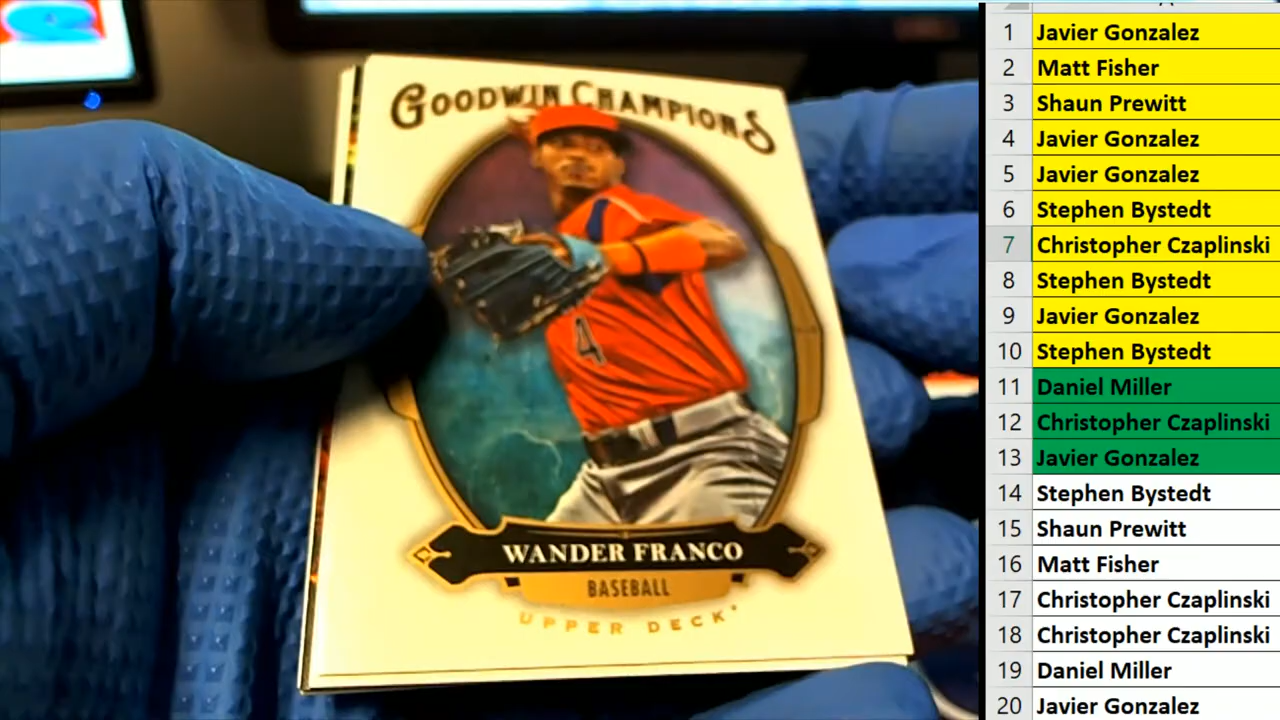 GOODWIN CHAMPIONS
4
WANDER FRANCO
BASEBALL
UPPER DECK
1 Javier Gonzalez
2 Matt Fisher
3 Shaun Prewitt
4 Javier Gonzalez
5 Javier Gonzalez
6 Stephen Bystedt
7 Christopher Czaplinski
8 Stephen Bystedt
9 Javier Gonzalez
10 Stephen Bystedt
11 Daniel Miller
12 Christopher Czaplinski
13 Javier Gonzalez
14 Stephen Bystedt
15 Shaun Prewitt
16 Matt Fisher
17 Christopher Czaplinski
18 Christopher Czaplinski
19 Daniel Miller
20 Javier Gonzalez